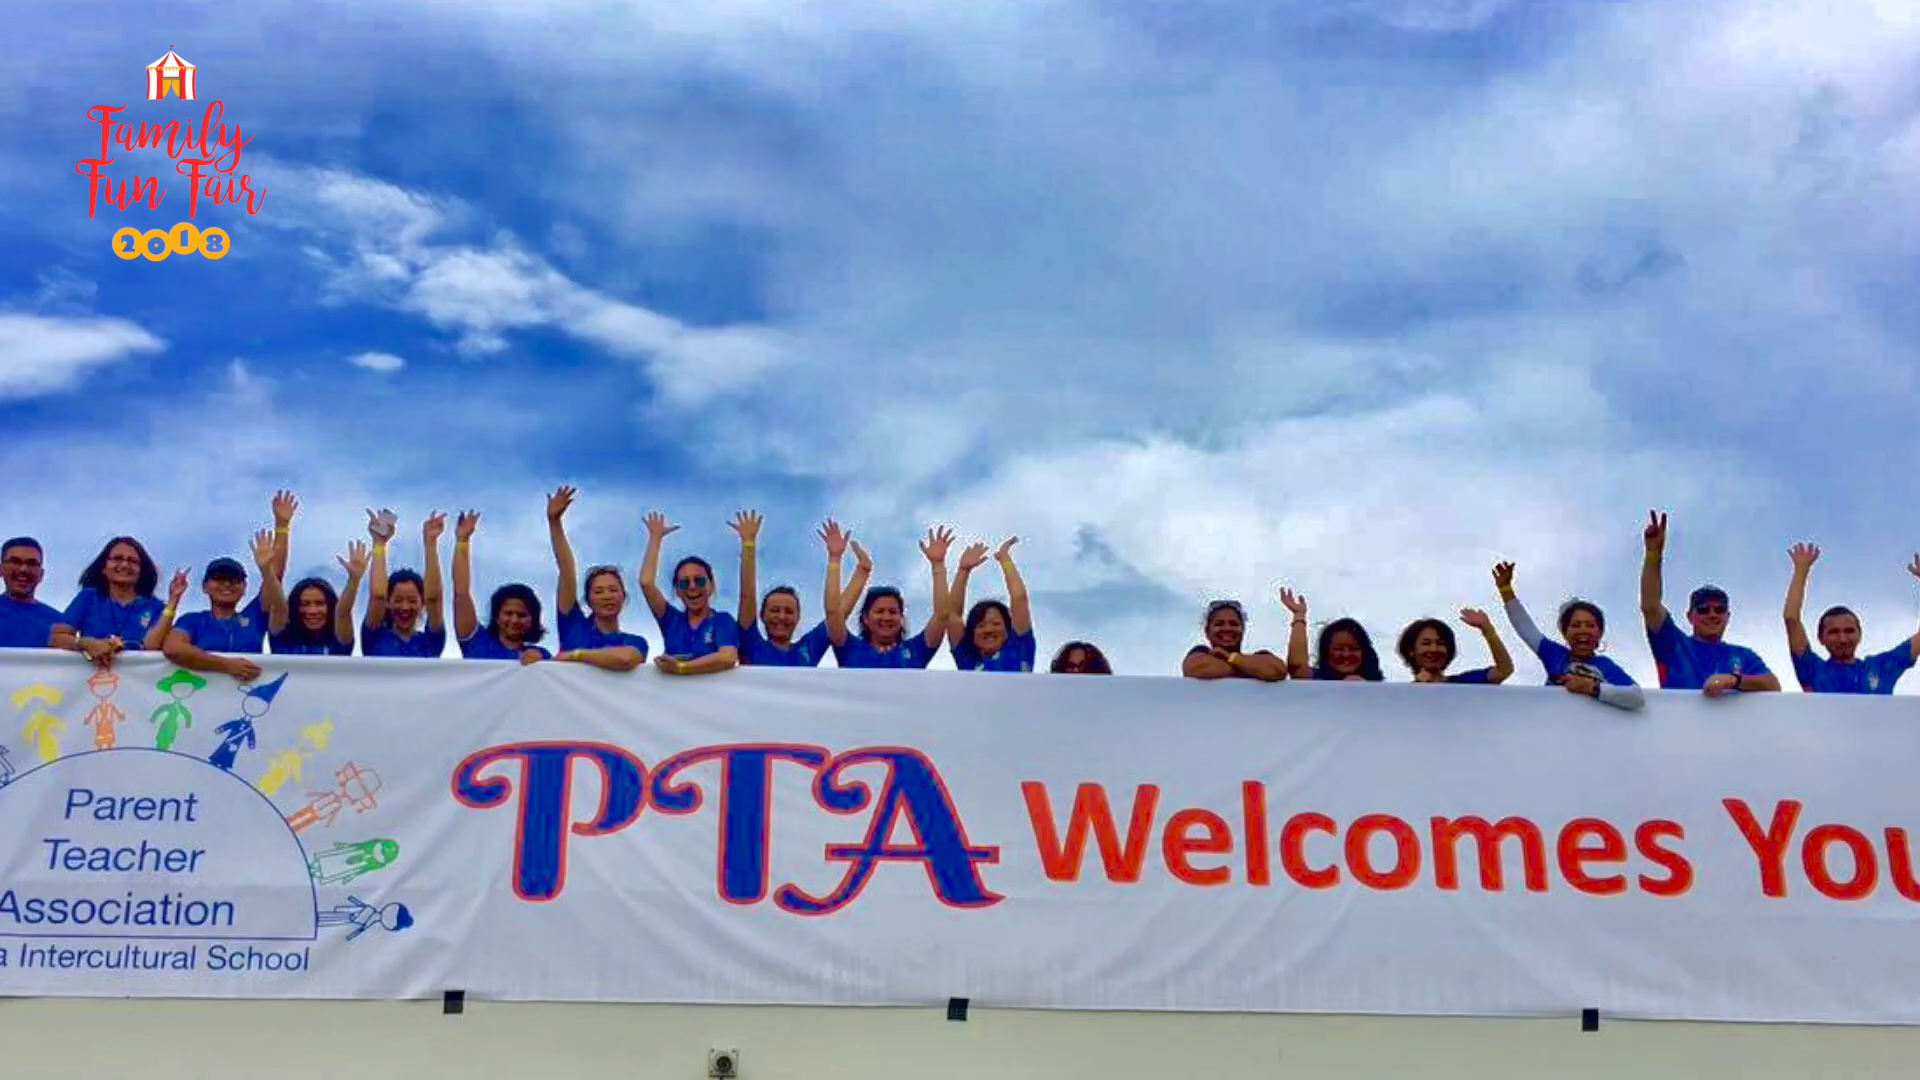 Family
Fun Fair
2018
Parent
Teacher
Association
a Intercultural School
PTA Welcomes You